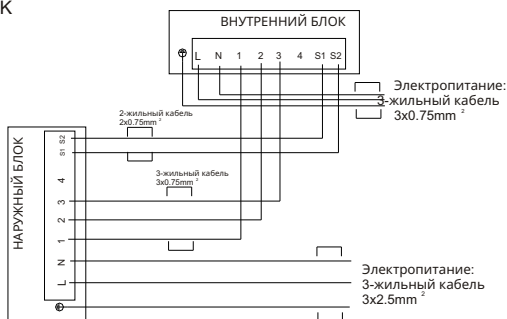 К
ВНУТРЕННИЙ БЛОК
L N 1 2 3 4 S1 S2
Электропитание:
3-жильный кабель
3x0.75mm ²
2-жильный кабель
2x0.75mm ²
3-жильный кабель
3x0.75mm ²
НАРУЖНЫЙ БЛОК
S2
S1
4
3
2
1
N
L
Электропитание:
3-жильный кабель
3x2.5mm ²